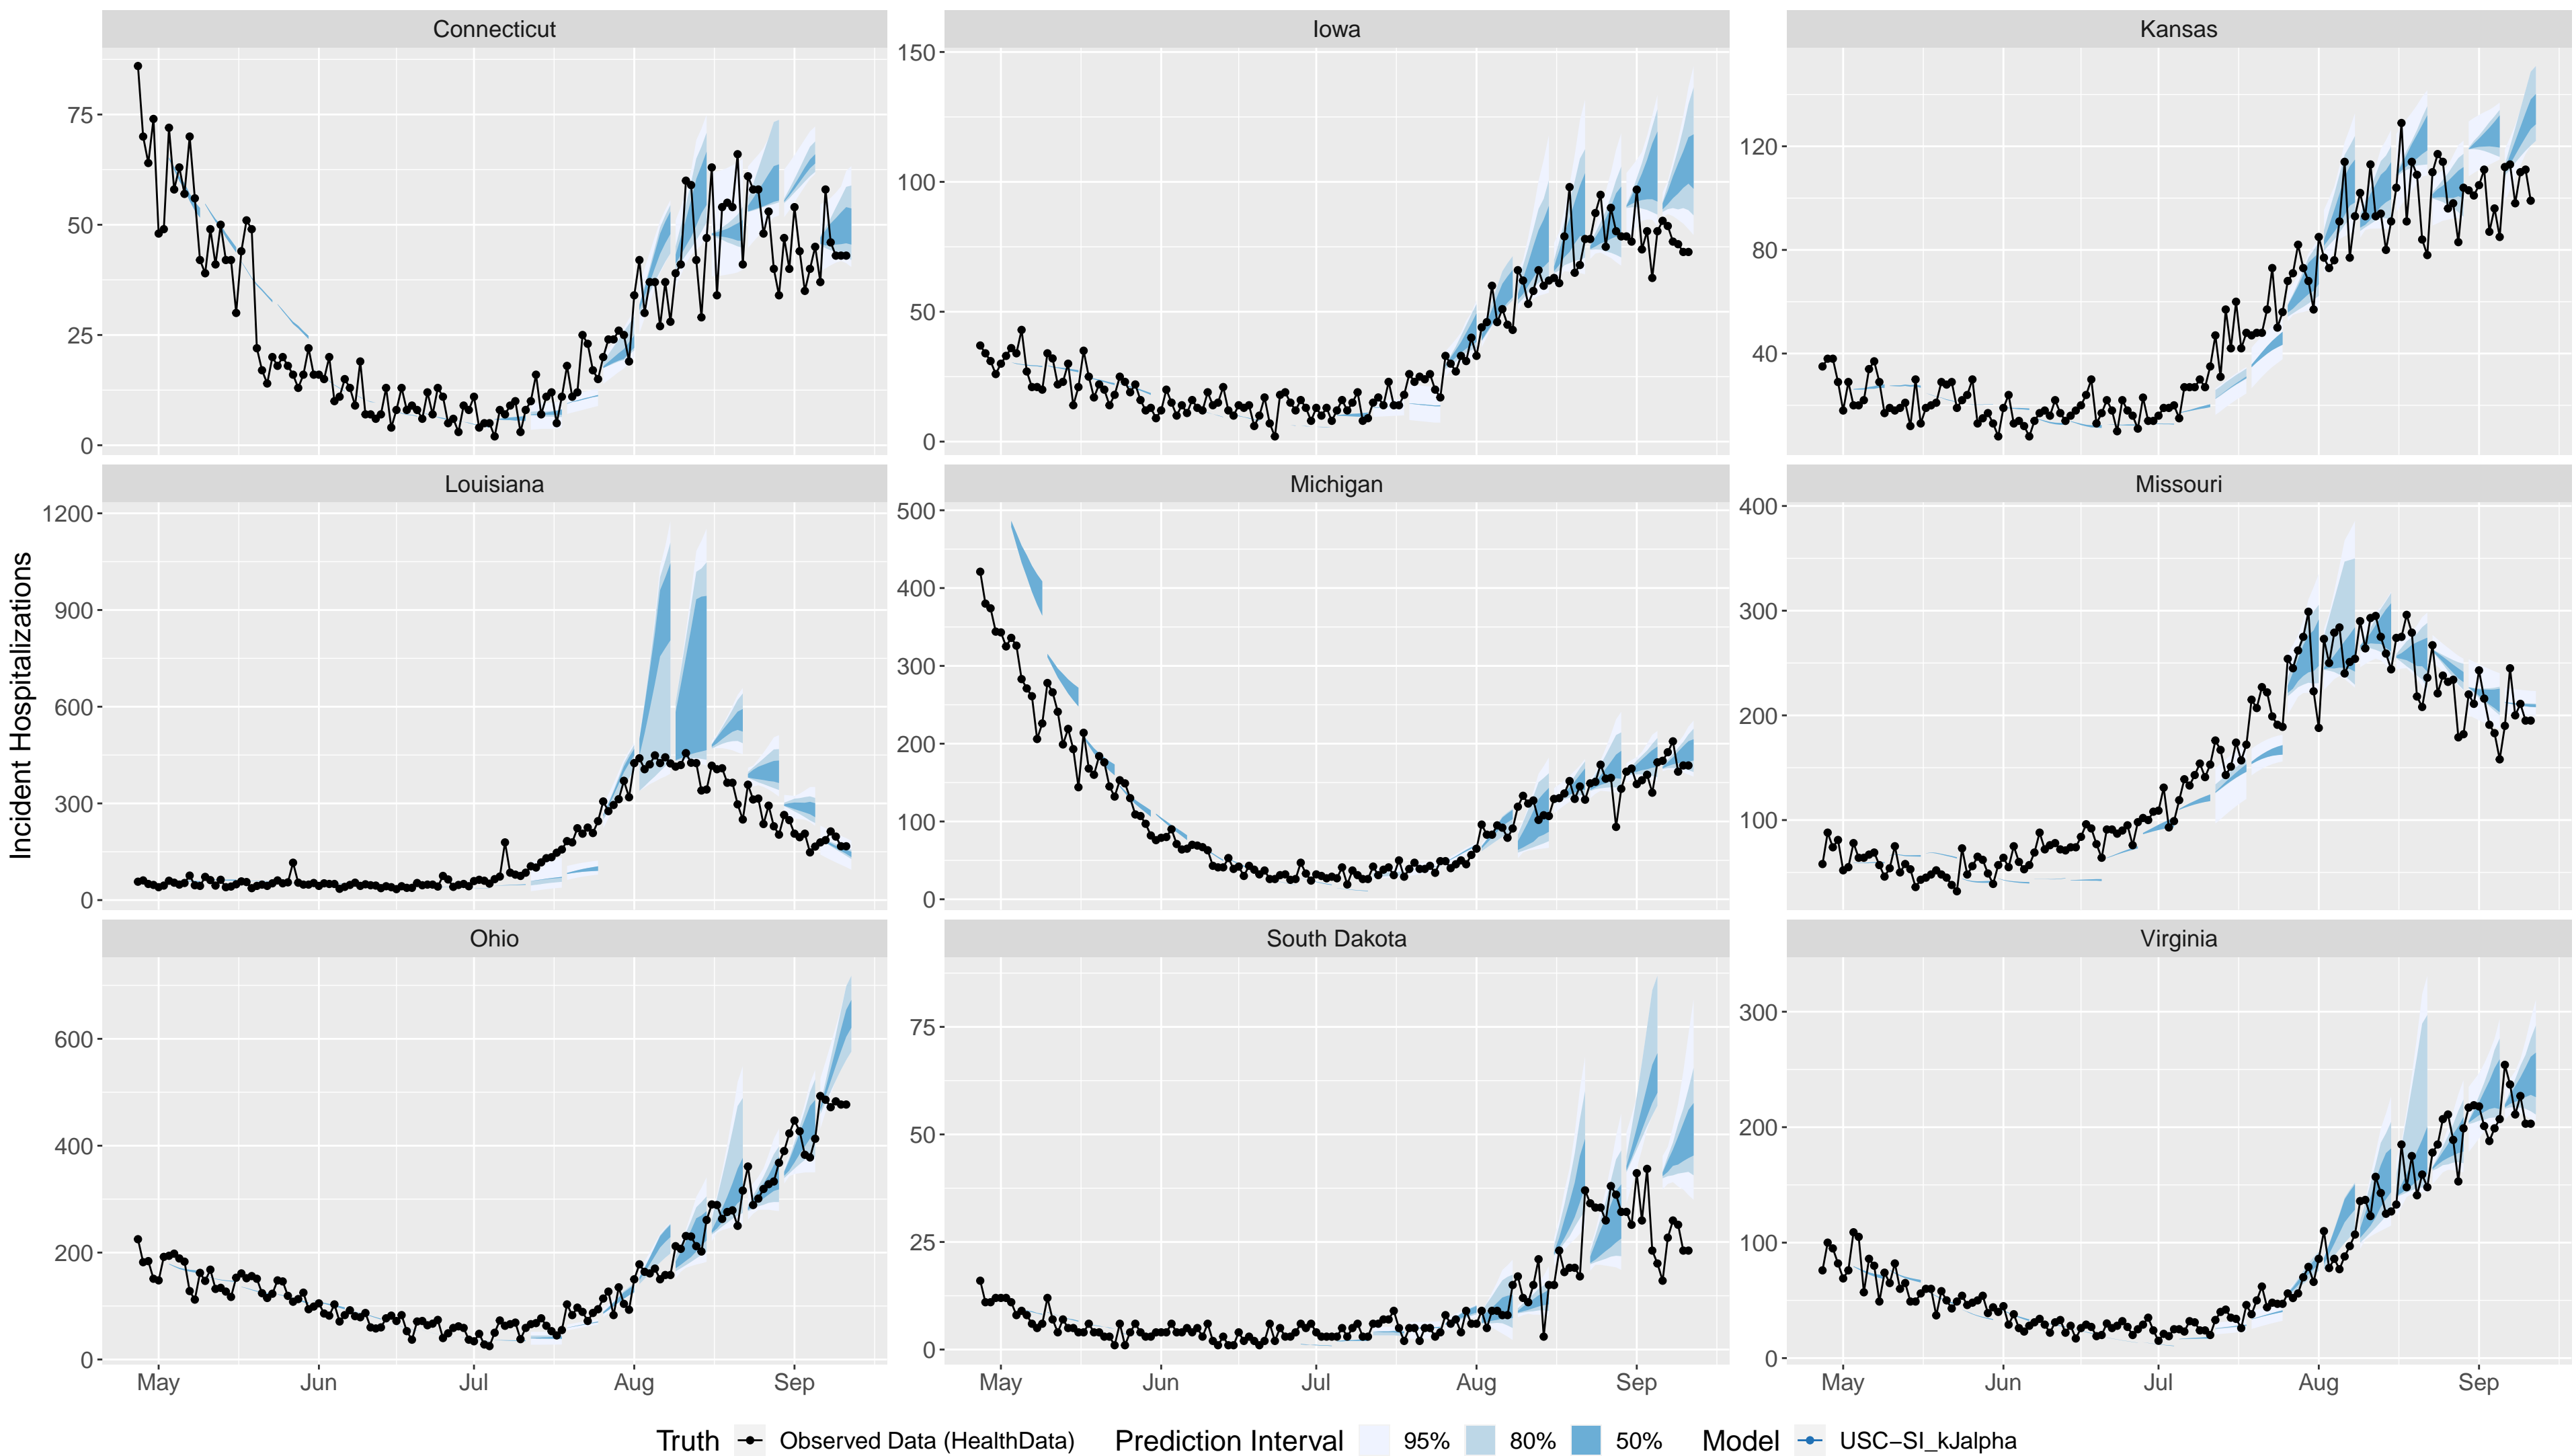 Connecticut
Iowa
Kansas
75
50
25
0
150
100
50
0
120
80
40
Louisiana
Michigan
Missouri
1200
900
600
300
0
500
400
300
200
100
0
400
300
200
100
Incident Hospitalizations
Ohio
South Dakota
Virginia
600
400
200
0
75
50
25
0
300
200
100
0
May Jun Jul Aug Sep
May Jun Jul Aug Sep
May Jun Jul Aug Sep
Truth Observed Data (HealthData) Prediction Interval 95% 80% 50% Model USC−SI_kJalpha